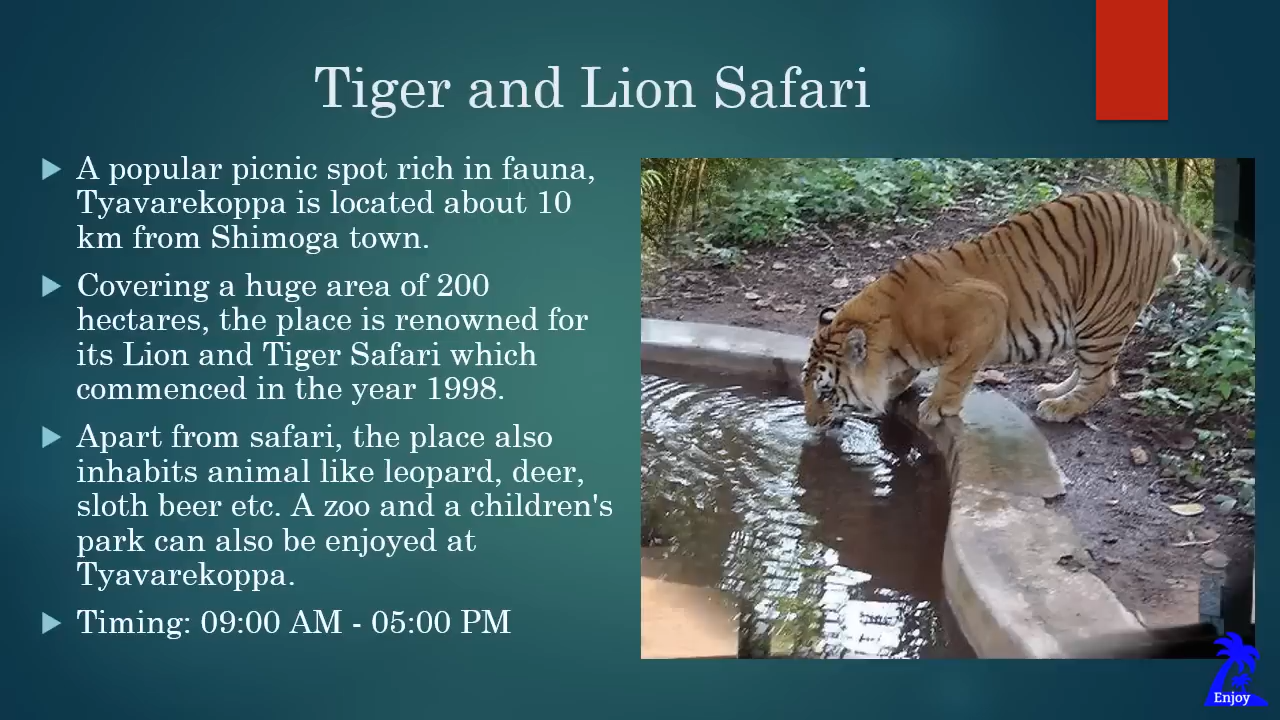 Tiger and Lion Safari
A popular picnic spot rich in fauna,
Tyavarekoppa is located about 10
km from Shimoga town.
Covering a huge area of 200
hectares, the place is renowned for
its Lion and Tiger Safari which
commenced in the year 1998.
Apart from safari, the place also
inhabits animal like leopard, deer,
sloth beer etc. A zoo and a children's
park can also be enjoyed at
Tyavarekoppa.
Timing: 09:00 AM - 05:00 PM
Enjoy